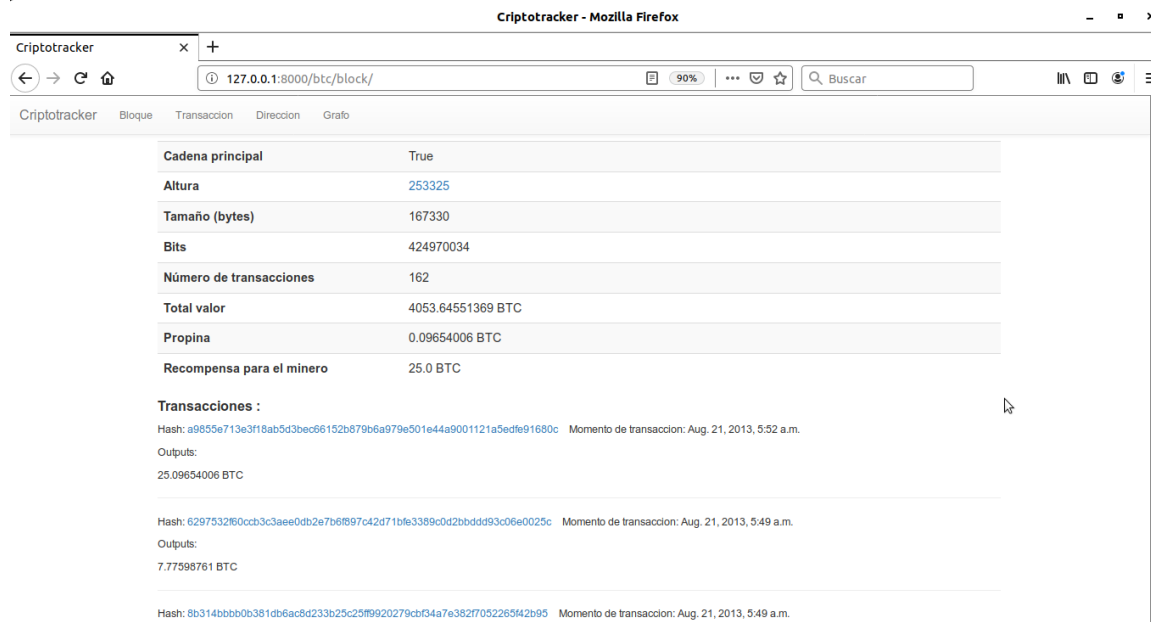 Criptotracker - Mozilla Firefox
Criptotracker
127.0.0.1:8000/btc/block/
90%
Buscar
Criptotracker Bloque Transaccion Direccion Grafo
Cadena principal True
Altura 253325
Tamaño (bytes) 167330
Bits 424970034
Número de transacciones 162
Total valor 4053.64551369 BTC
Propina 0.09654006 BTC
Recompensa para el minero 25.0 BTC
Transacciones :
Hash: a9855e713e3f18ab5d3bec66152b879b6a979e501e44a9001121a5edfe91680c Momento de transaccion: Aug. 21, 2013, 5:52 a.m.
Outputs:
25.09654006 BTC
Hash: 6297532f60ccb3c3aee0db2e7b6f897c42d71bfe3389c0d2bbddd93c06e0025c Momento de transaccion: Aug. 21, 2013, 5:49 a.m.
Outputs:
7.77598761 BTC
Hash: 8b314bbbb0b381db6ac8d233b25c25ff9920279cbf34a7e382f7052265f42b95 Momento de transaccion: Aug. 21, 2013, 5:49 a.m.